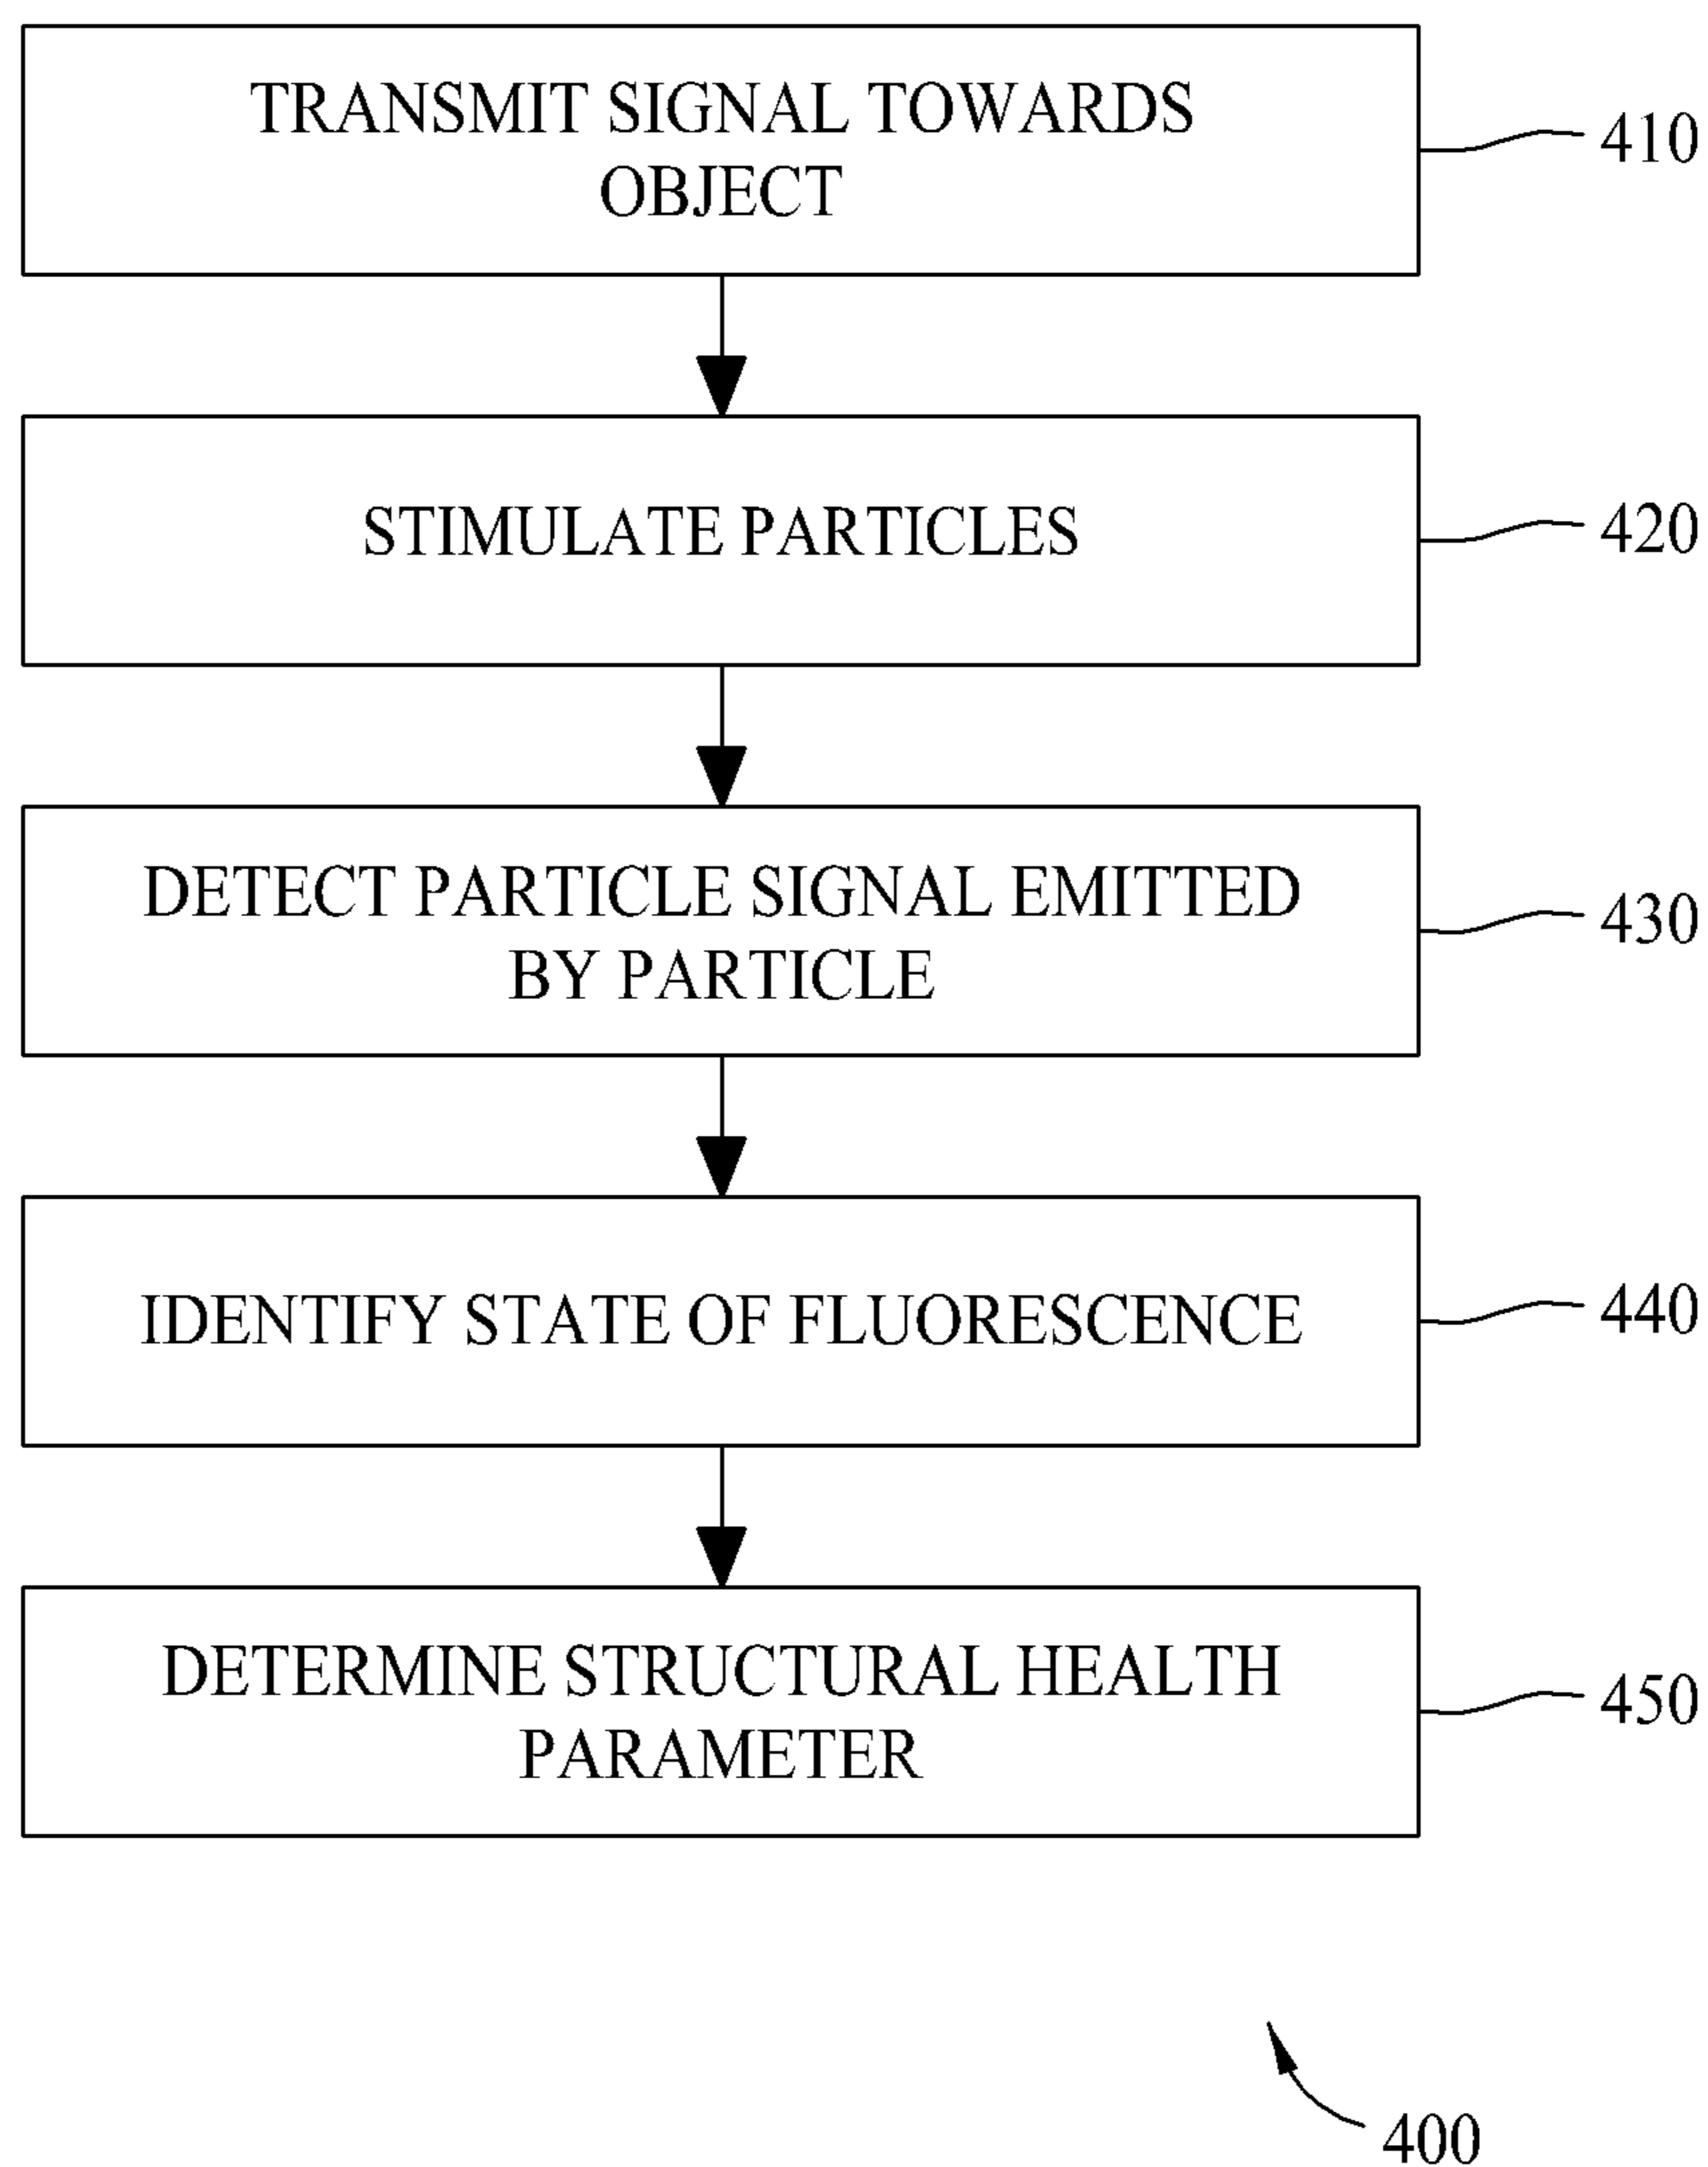 TRANSMIT SIGNAL TOWARDS
OBJECT
410
STIMULATE PARTICLES
420
DETECT PARTICLE SIGNAL EMITTED
BY PARTICLE
430
IDENTIFY STATE OF FLUORESCENCE
440
DETERMINE STRUCTURAL HEALTH
PARAMETER
450
400